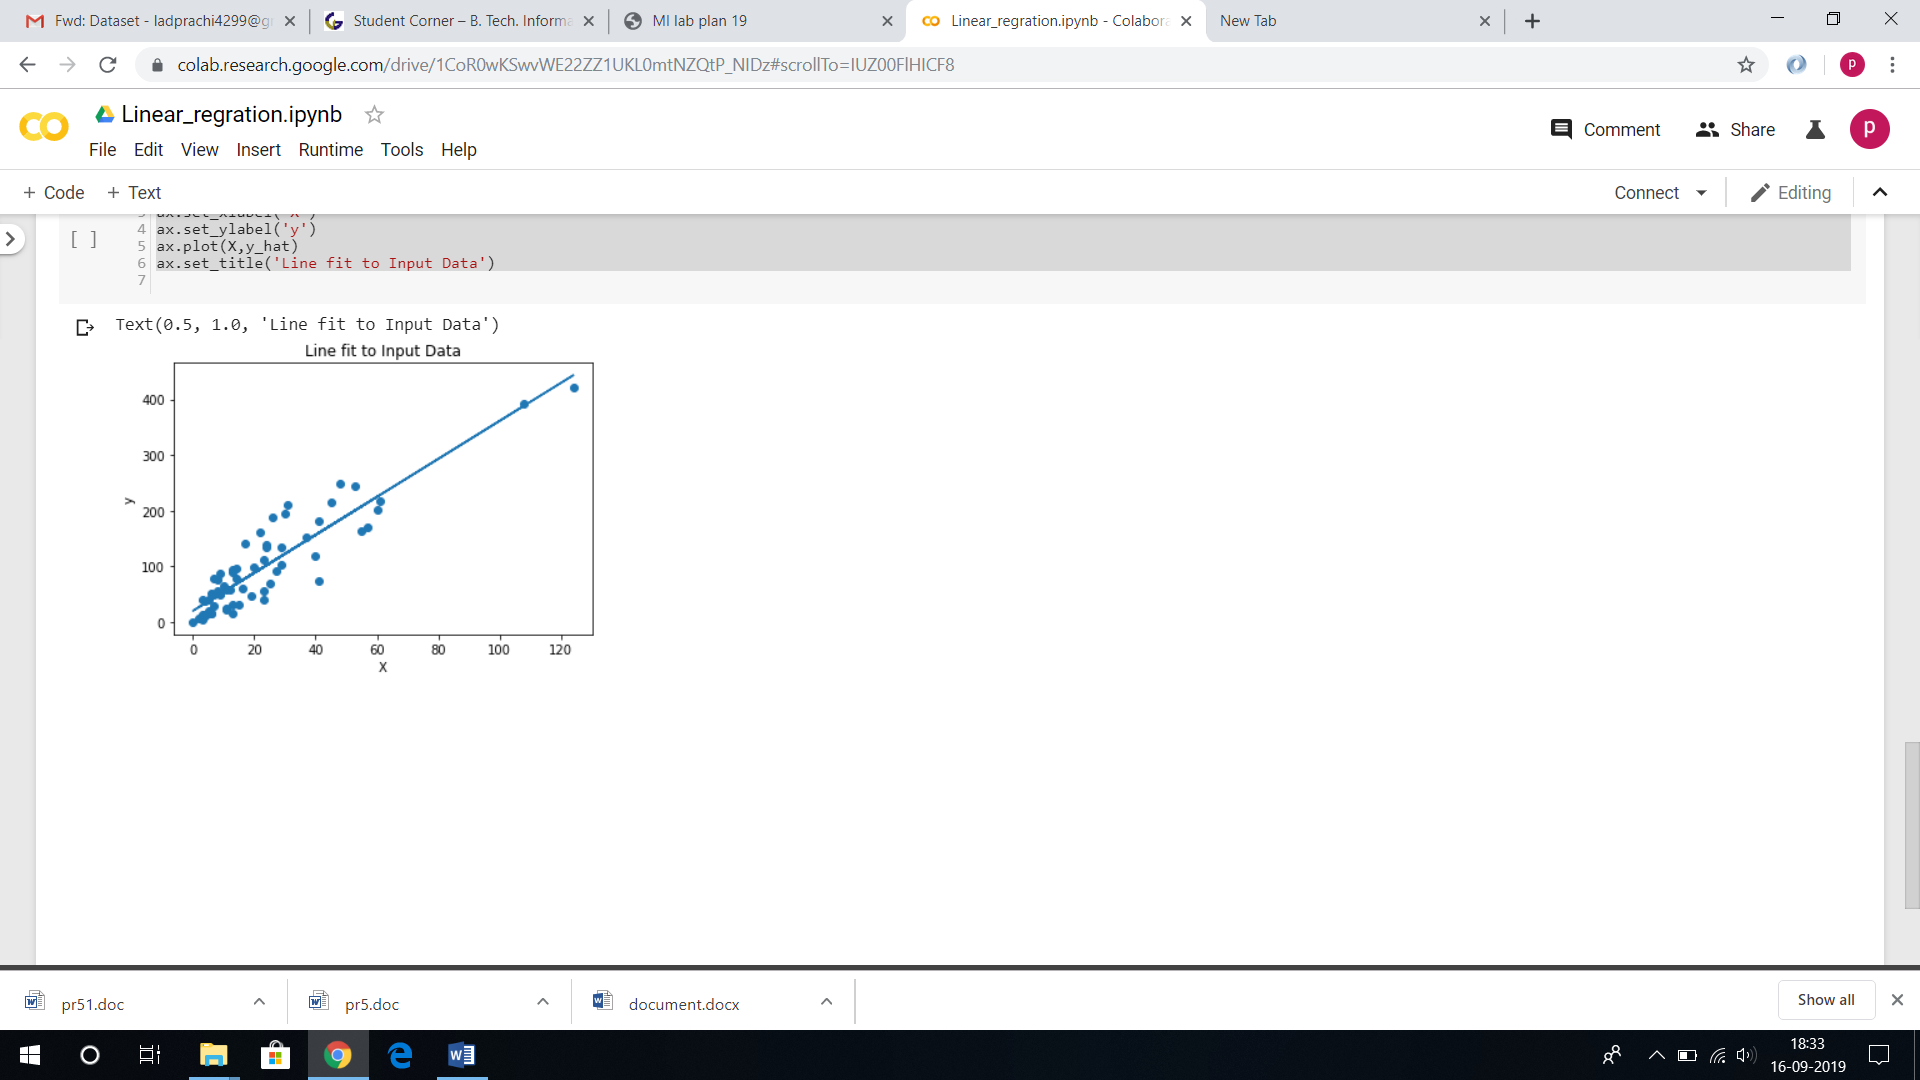 Fwd: Dataset - ladprachi4299@g
Student Corner – B. Tech. Informa
MI lab plan 19
Linear_regration.ipynb - Colabora
New Tab
colab.research.google.com/drive/1CoR0wKSwvWE22ZZ1UKL0mtNZQtP_NIDz#scrollTo=IUZ00FlHICF8
p
Linear_regration.ipynb
Comment
Share
p
File Edit View Insert Runtime Tools Help
+ Code + Text
Connect
Editing
[ ]
4 ax.set_ylabel('y')
5 ax.plot(X,y_hat)
6 ax.set_title('Line fit to Input Data')
7
Text(0.5, 1.0, 'Line fit to Input Data')
Line fit to Input Data
400
300
y
200
100
0
0 20 40 60 80 100 120
X
pr51.doc
pr5.doc
document.docx
Show all
18:33
16-09-2019